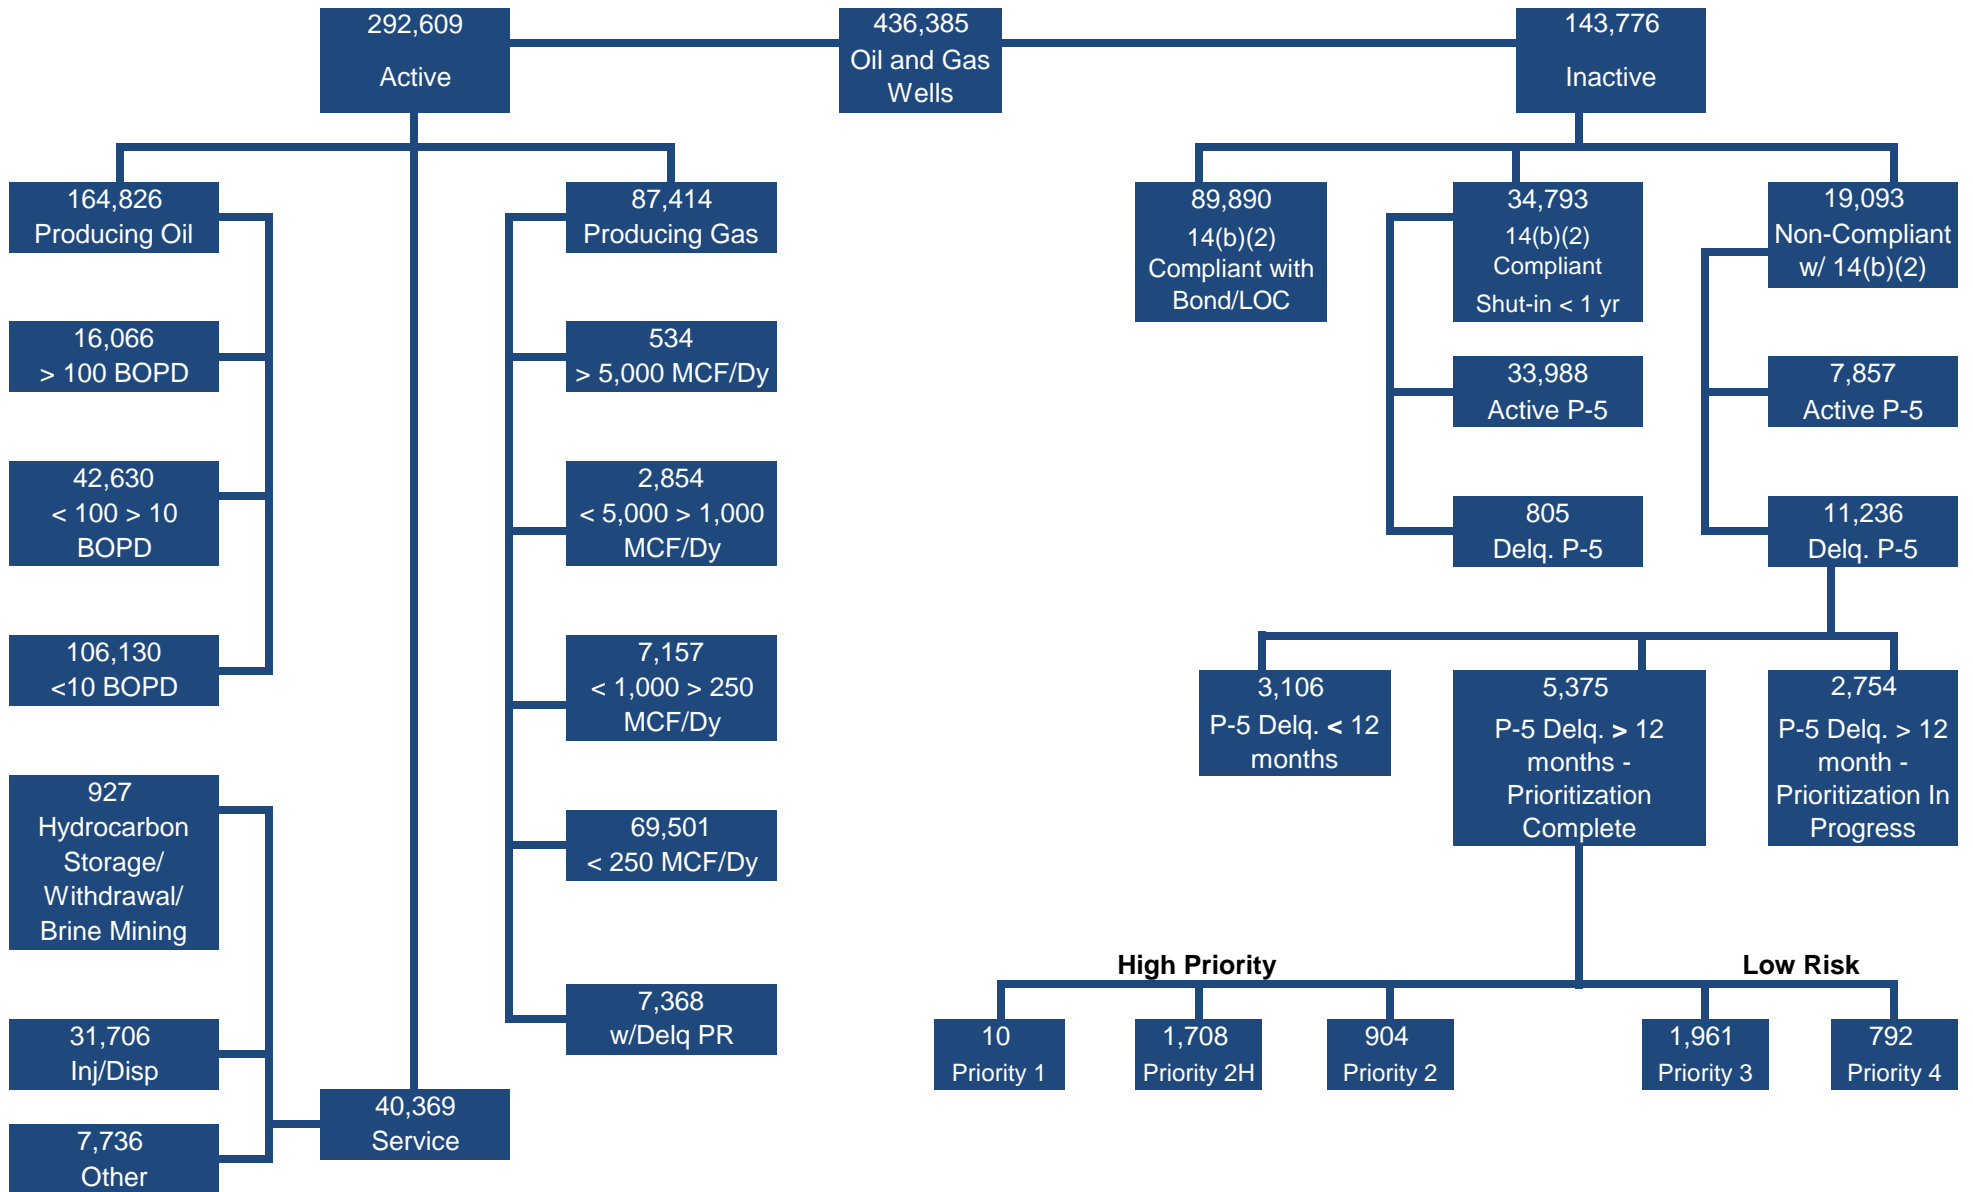 436,385
Oil and Gas
Wells
292,609
Active
164,826
Producing Oil
16,066
> 100 BOPD
42,630
< 100 > 10
BOPD
106,130
<10 BOPD
87,414
Producing Gas
534
> 5,000 MCF/Dy
2,854
< 5,000 > 1,000
MCF/Dy
7,157
< 1,000 > 250
MCF/Dy
69,501
< 250 MCF/Dy
7,368
w/Delq PR
927
Hydrocarbon
Storage/
Withdrawal/
Brine Mining
31,706
Inj/Disp
7,736
Other
40,369
Service
143,776
Inactive
89,890
14(b)(2)
Compliant with
Bond/LOC
34,793
14(b)(2)
Compliant
Shut-in < 1 yr
33,988
Active P-5
805
Delq. P-5
19,093
Non-Compliant
w/ 14(b)(2)
7,857
Active P-5
11,236
Delq. P-5
3,106
P-5 Delq. < 12
months
5,375
P-5 Delq. > 12
months -
Prioritization
Complete
2,754
P-5 Delq. > 12
month -
Prioritization In
Progress
High Priority
Low Risk
10
Priority 1
1,708
Priority 2H
904
Priority 2
1,961
Priority 3
792
Priority 4